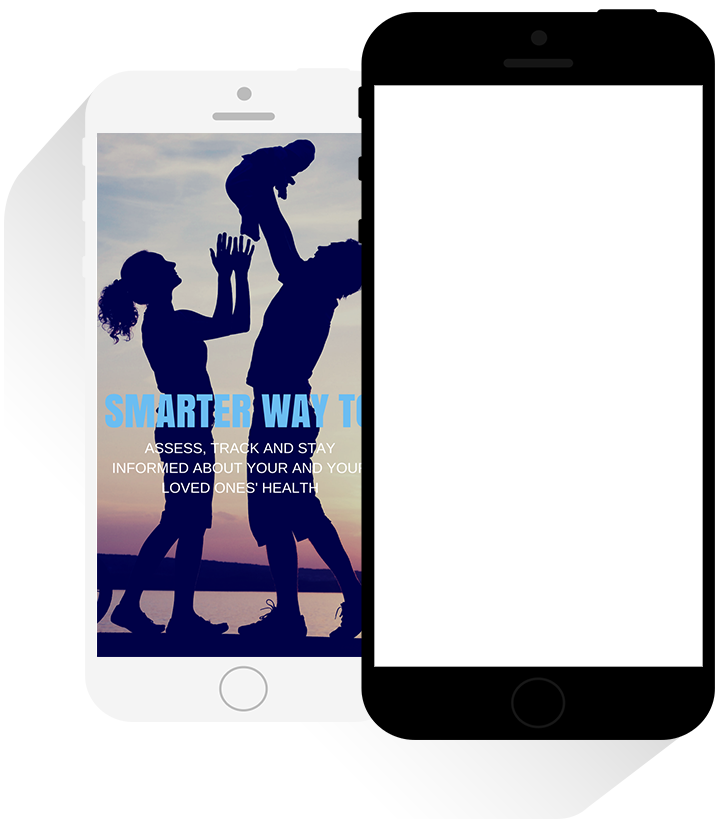 SMARTER WAY TO
ASSESS, TRACK AND STAY
INFORMED ABOUT YOUR AND YOUR
LOVED ONES' HEALTH